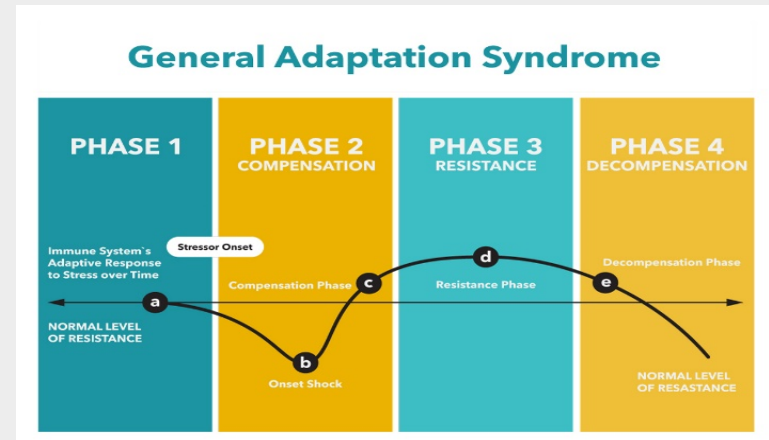 General Adaptation Syndrome
PHASE 1
PHASE 2
COMPENSATION
PHASE 3
RESISTANCE
PHASE 4
DECOMPENSATION
Immune System`s
Adaptive Response
to Stress over Time
Stressor Onset
Compensation Phase
Resistance Phase
Decompensation Phase
a
b
c
d
e
NORMAL LEVEL
OF RESISTANCE
Onset Shock
NORMAL LEVEL
OF RESASTANCE